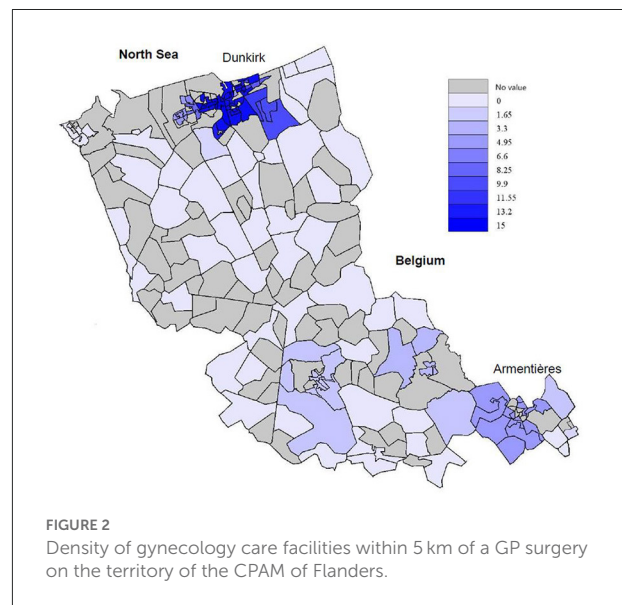 North Sea
Dunkirk
No value
0
1.65
3.3
4.95
6.6
8.25
9.9
11.55
13.2
15
Belgium
Armentières
FIGURE 2
Density of gynecology care facilities within 5 km of a GP surgery
on the territory of the CPAM of Flanders.